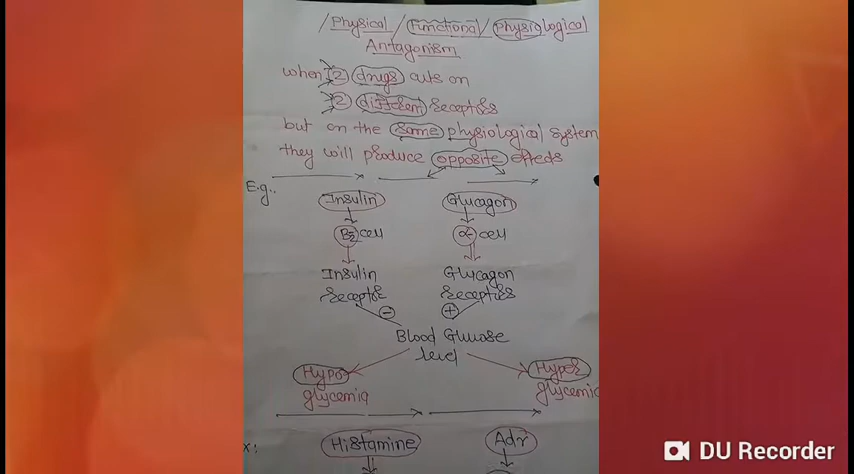 /Physical / Functional / Physiological
Antagonism
when 2 drugs acts on
2 different receptors
but on the same physiological system
they will produce opposite effects
E.g.,
Insulin Glucagon
cell α- cell
Insulin Glucagon
receptor receptors
- +
Blood Glucose
level
Hypo Hyper
glycemia glycemic
Histamine Adr
x:
DU Recorder